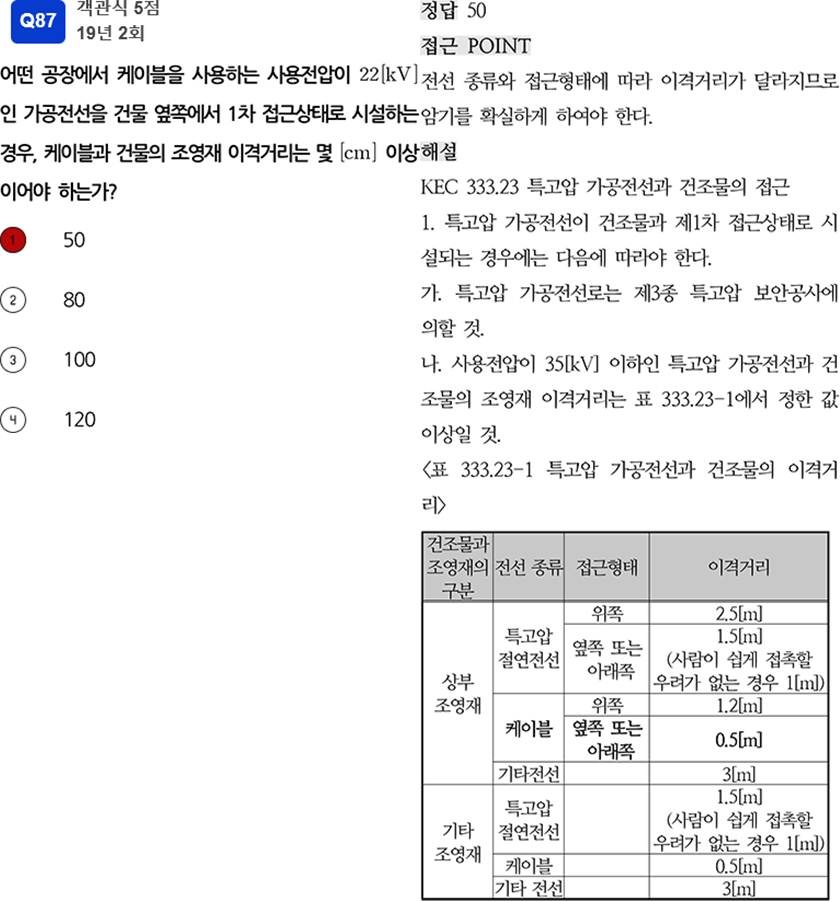 Q87
객관식 5점
19년 2회
어떤 공장에서 케이블을 사용하는 사용전압이 22[kV]
인 가공전선을 건물 옆쪽에서 1차 접근상태로 시설하는
경우, 케이블과 건물의 조영재 이격거리는 몇 [cm] 이상
이어야 하는가?
1 50
2 80
3 100
4 120
정답 50
접근 POINT
전선 종류와 접근형태에 따라 이격거리가 달라지므로
암기를 확실하게 하여야 한다.
해설
KEC 333.23 특고압 가공전선과 건조물의 접근
1. 특고압 가공전선이 건조물과 제1차 접근상태로 시
설되는 경우에는 다음에 따라야 한다.
가. 특고압 가공전선로는 제3종 특고압 보안공사에
의할 것.
나. 사용전압이 35[kV] 이하인 특고압 가공전선과 건
조물의 조영재 이격거리는 표 333.23-1에서 정한 값
이상일 것.
〈표 333.23-1 특고압 가공전선과 건조물의 이격거
리〉
건조물과
조영재의
구분
전선 종류
접근형태
이격거리
상부
조영재
특고압
절연전선
위쪽
2.5[m]
옆쪽 또는
아래쪽
1.5[m]
(사람이 쉽게 접촉할
우려가 없는 경우 1[m])
케이블
위쪽
1.2[m]
옆쪽 또는
아래쪽
0.5[m]
기타전선
3[m]
기타
조영재
특고압
절연전선
1.5[m]
(사람이 쉽게 접촉할
우려가 없는 경우 1[m])
케이블
0.5[m]
기타 전선
3[m]